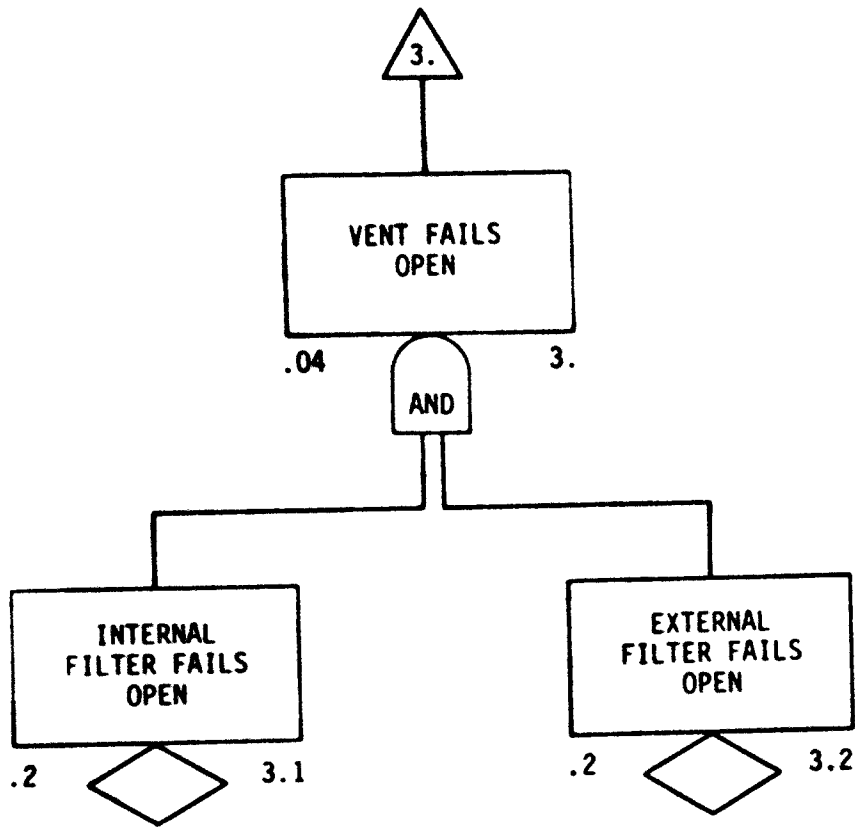 3.
VENT FAILS
OPEN
.04
3.
AND
INTERNAL
FILTER FAILS
OPEN
.2
3.1
EXTERNAL
FILTER FAILS
OPEN
.2
3.2